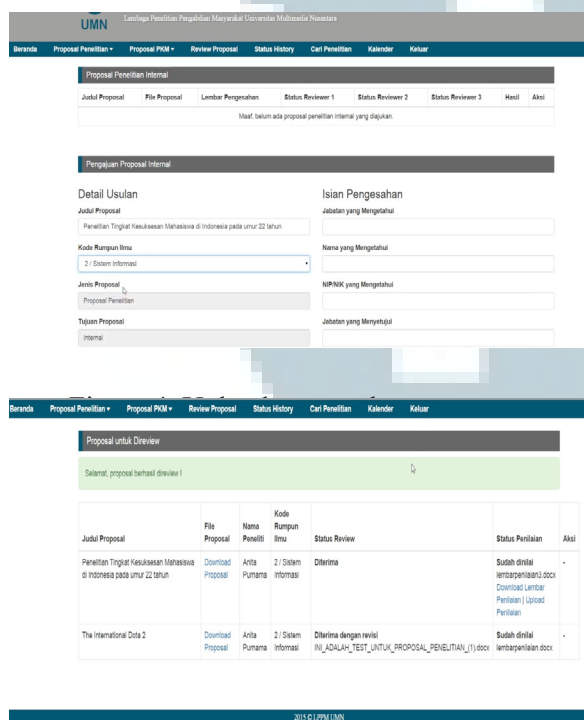 UMN
Lembaga Penelitian Pengabdian Masyarakat Universitas Multimedia Nusantara
Beranda Proposal Penelitian Proposal PKM Review Proposal Status History Cari Penelitian Kalender Keluar
Proposal Penelitian Internal
Judul Proposal File Proposal Lembar Pengesahan Status Reviewer 1 Status Reviewer 2 Status Reviewer 3 Hasil Aksi
Maaf, belum ada proposal penelitian internal yang diajukan.
Pengajuan Proposal Internal
Detail Usulan Isian Pengesahan
Judul Proposal Jabatan yang Mengetahui
Penelitian Tingkat Kesuksesan Mahasiswa di Indonesia pada umur 22 tahun
Kode Rumpun Ilmu Nama yang Mengetahui
2 / Sistem Informasi
Jenis Proposal NIP/NIK yang Mengetahui
Proposal Penelitian
Tujuan Proposal Jabatan yang Menyetujui
Internal
Beranda Proposal Penelitian Proposal PKM Review Proposal Status History Cari Penelitian Kalender Keluar
Proposal untuk Direview
Selamat, proposal berhasil direview !
Kode
File Nama Rumpun
Judul Proposal Proposal Peneliti Ilmu Status Review Status Penilaian Aksi
Penelitian Tingkat Kesuksesan Mahasiswa Download Anita 2 / Sistem Diterima Sudah dinilai -
di Indonesia pada umur 22 tahun Proposal Purnama Informasi lembarpenilaian3.docx
Download Lembar
Penilaian | Upload
Penilaian
The International Dota 2 Download Anita 2 / Sistem Diterima dengan revisi Sudah dinilai -
Proposal Purnama Informasi INI_ADALAH_TEST_UNTUK_PROPOSAL_PENELITIAN_(1).docx lembarpenilaian.docx
2015 © LPPM UMN